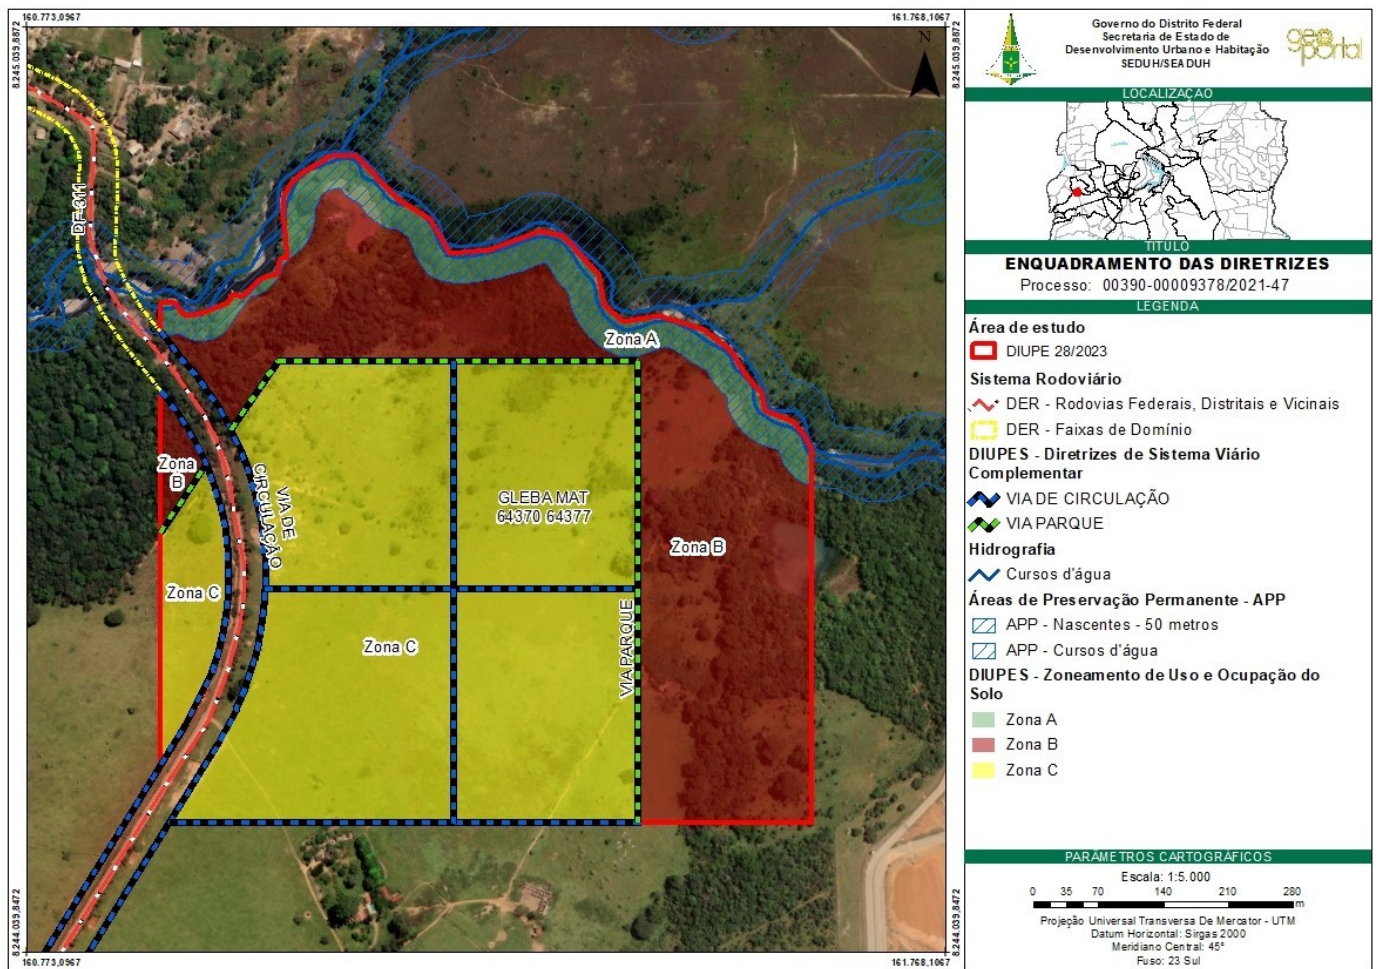 160.773,0967
161.768,1067
8.245.039,8872
8.245.039,8872
N
DF-311
Zona A
Zona
B
VIA DE
CIRCULAÇÃO
GLEBA MAT
64370 64377
Zona B
Zona C
Zona C
VIA PARQUE
8.244.039,8472
8.244.039,8472
160.773,0967
161.768,1067
Governo do Distrito Federal
Secretaria de Estado de
Desenvolvimento Urbano e Habitação
SEDUH/SEADUH
geo
portal
LOCALIZAÇAO
TITULO
ENQUADRAMENTO DAS DIRETRIZES
Processo: 00390-00009378/2021-47
LEGENDA
Área de estudo
DIUPE 28/2023
Sistema Rodoviário
DER - Rodovias Federais, Distritais e Vicinais
DER - Faixas de Domínio
DIUPES - Diretrizes de Sistema Viário
Complementar
VIA DE CIRCULAÇÃO
VIA PARQUE
Hidrografia
Cursos d'água
Áreas de Preservação Permanente - APP
APP - Nascentes - 50 metros
APP - Cursos d'água
DIUPES - Zoneamento de Uso e Ocupação do
Solo
Zona A
Zona B
Zona C
PARÂMETROS CARTOGRÁFICOS
Escala: 1:5.000
0 35 70 140 210 280
m
Projeção Universal Transversa De Mercator - UTM
Datum Horizontal: Sirgas 2000
Meridiano Central: 45°
Fuso: 23 Sul